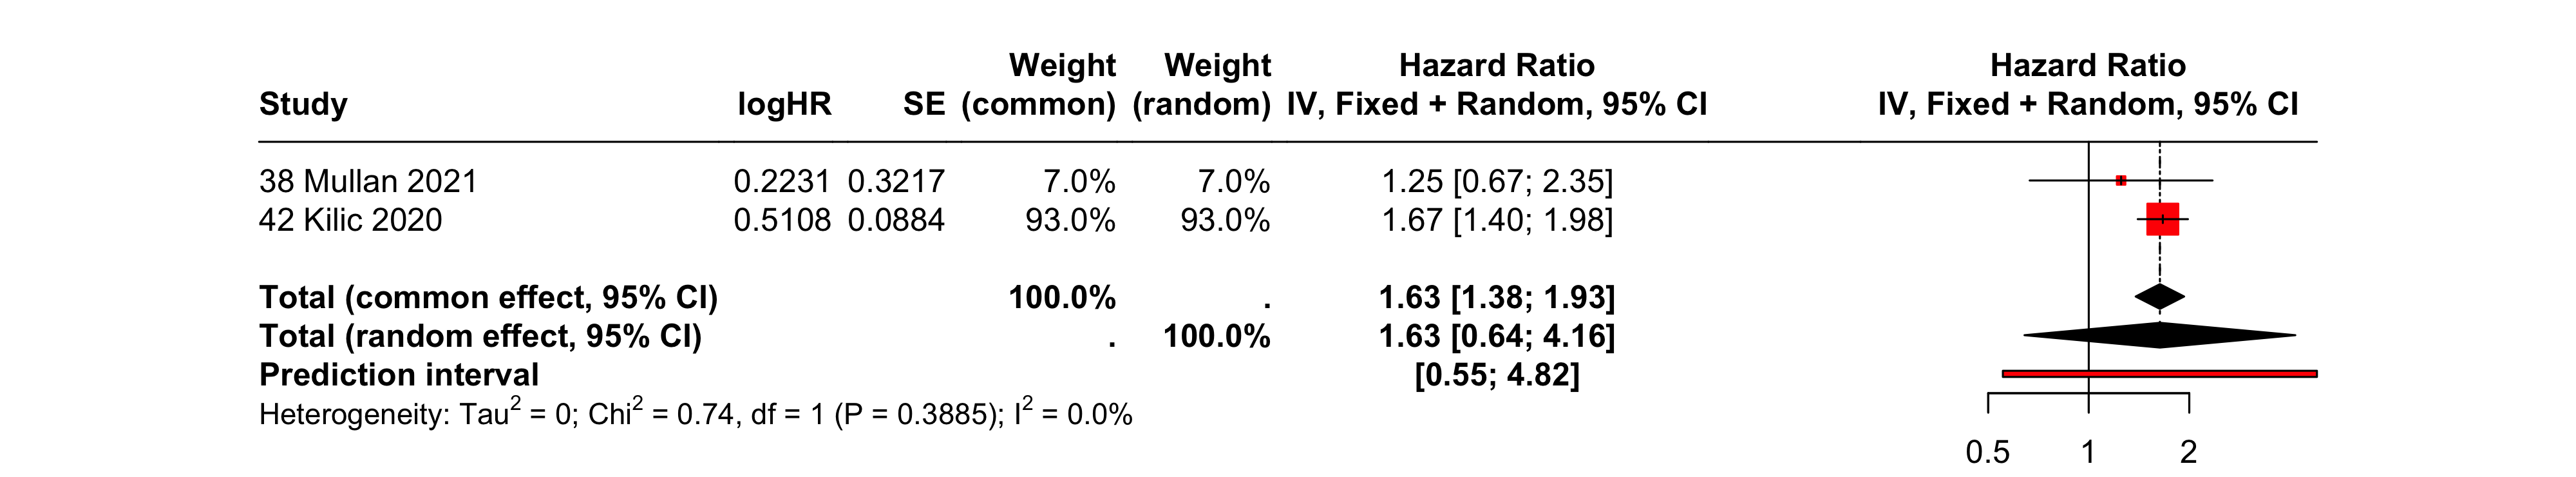 Weight Weight Hazard Ratio Hazard Ratio
Study logHR SE (common) (random) IV, Fixed + Random, 95% CI IV, Fixed + Random, 95% CI
38 Mullan 2021 0.2231 0.3217 7.0% 7.0% 1.25 [0.67; 2.35]
42 Kilic 2020 0.5108 0.0884 93.0% 93.0% 1.67 [1.40; 1.98]
Total (common effect, 95% CI) 100.0% . 1.63 [1.38; 1.93]
Total (random effect, 95% CI) . 100.0% 1.63 [0.64; 4.16]
Prediction interval [0.55; 4.82]
Heterogeneity: Tau² = 0; Chi² = 0.74, df = 1 (P = 0.3885); I² = 0.0%
0.5 1 2